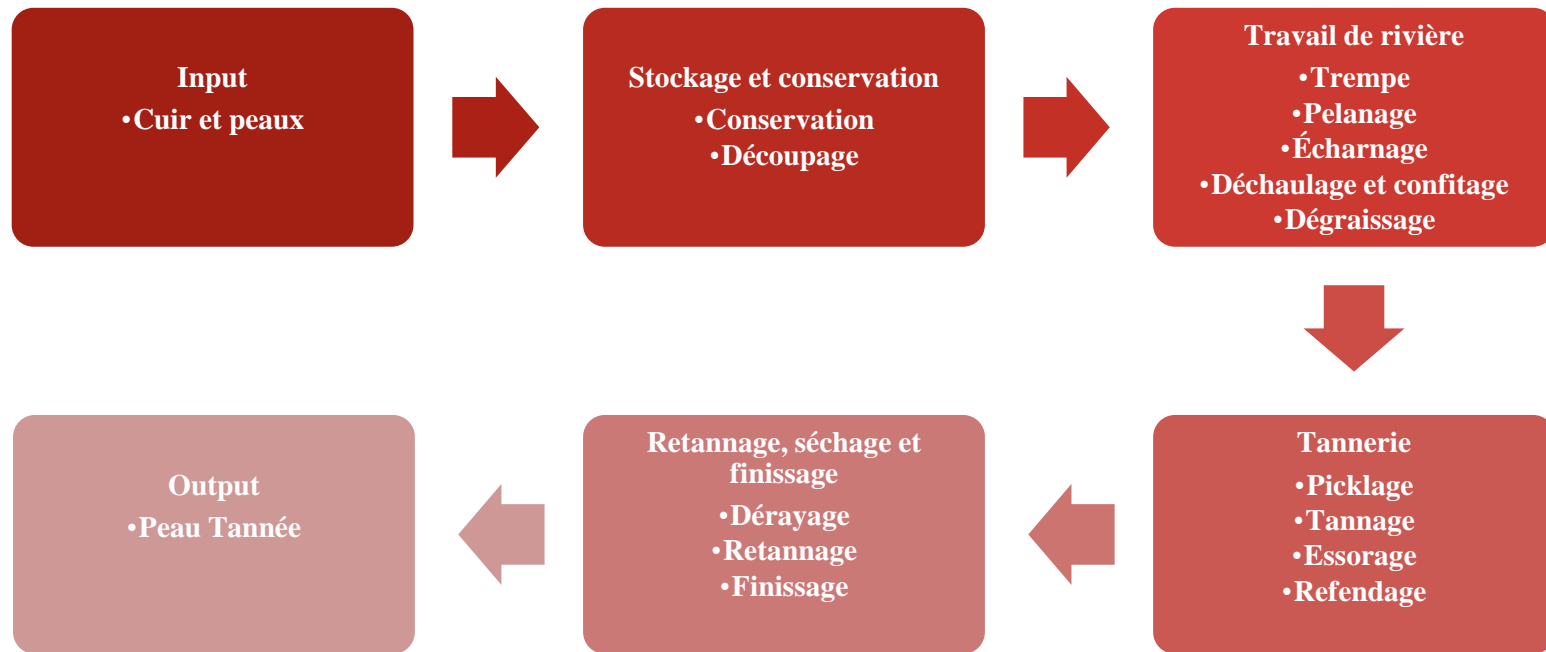 Input
•Cuir et peaux
Stockage et conservation
•Conservation
•Découpage
Travail de rivière
•Trempe
•Pelanage
•Écharnage
•Déchaulage et confitage
•Dégraissage
Tannerie
•Picklage
•Tannage
•Essorage
•Refendage
Retannage, séchage et
finissage
•Dérayage
•Retannage
•Finissage
Output
•Peau Tannée